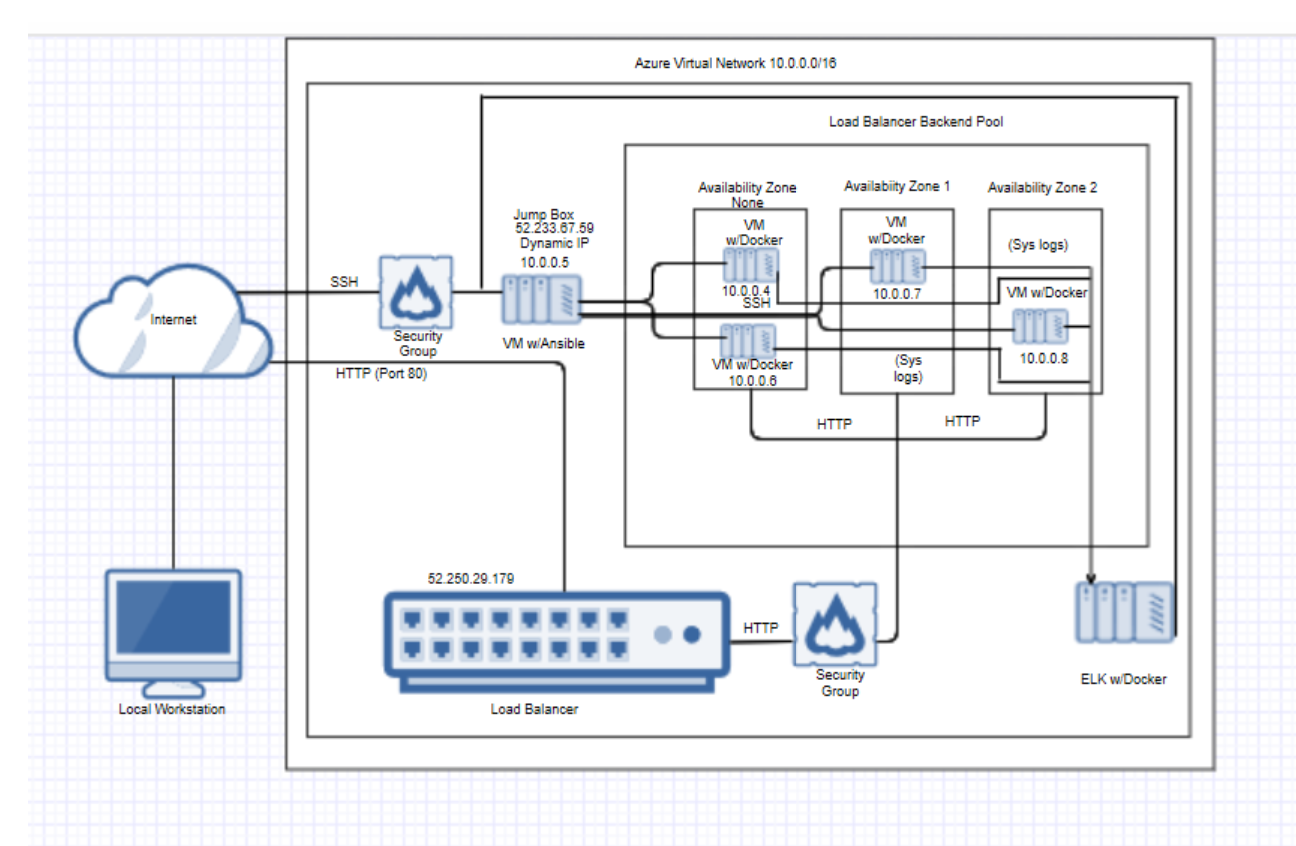 Azure Virtual Network 10.0.0.0/16
Load Balancer Backend Pool
Availability Zone
None
Availabiity Zone 1
Availability Zone 2
Jump Box
52.233.67.59
Dynamic IP
10.0.0.5
VM
w/Docker
VM
w/Docker
(Sys logs)
SSH
10.0.0.4
SSH
10.0.0.7
VM w/Docker
Internet
Security
Group
VM w/Ansible
VM w/Docker
10.0.0.6
(Sys
logs)
10.0.0.8
HTTP (Port 80)
HTTP
HTTP
52.250.29.179
HTTP
Security
Group
ELK w/Docker
Local Workstation
Load Balancer